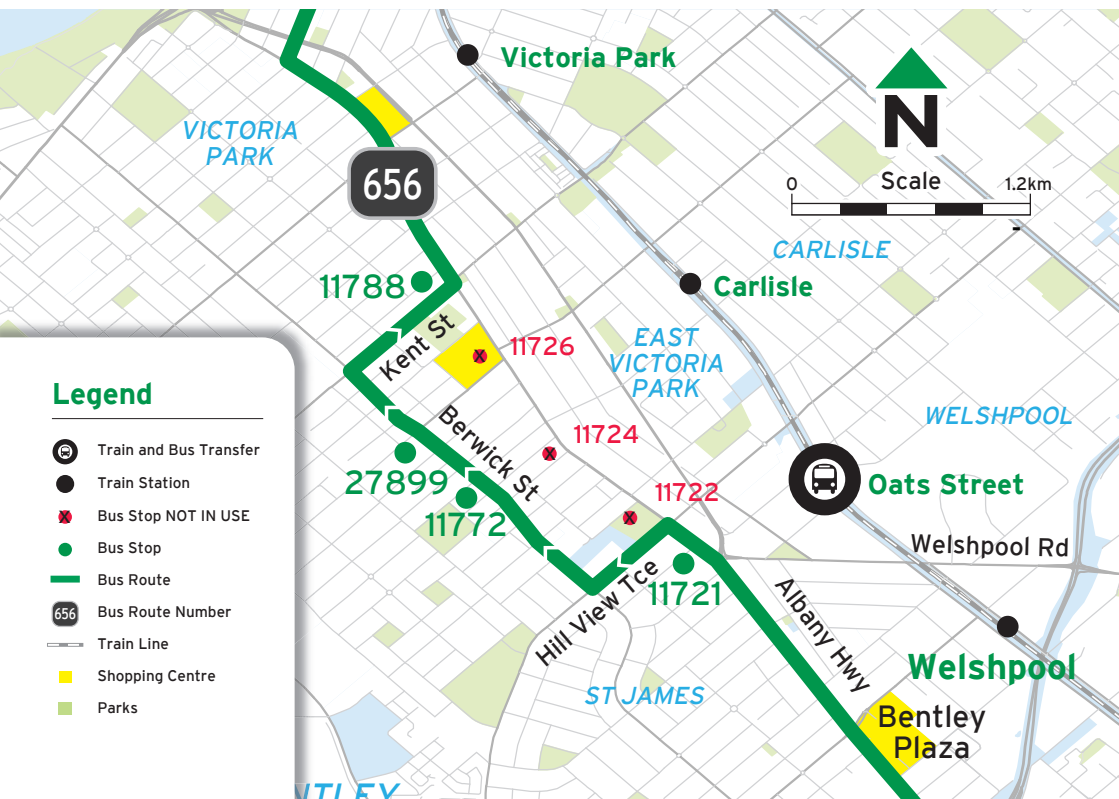 Victoria Park
N
Scale
0
1.2km
VICTORIA
PARK
656
CARLISLE
11788
Carlisle
Kent St
11726
EAST
VICTORIA
PARK
WELSHPOOL
Berwick St
11724
27899
11772
11722
Oats Street
Welshpool Rd
Hill View Tce
11721
Albany Hwy
Welshpool
ST JAMES
Bentley
Plaza
NTLEY
Legend
Train and Bus Transfer
Train Station
X Bus Stop NOT IN USE
Bus Stop
Bus Route
656 Bus Route Number
Train Line
Shopping Centre
Parks